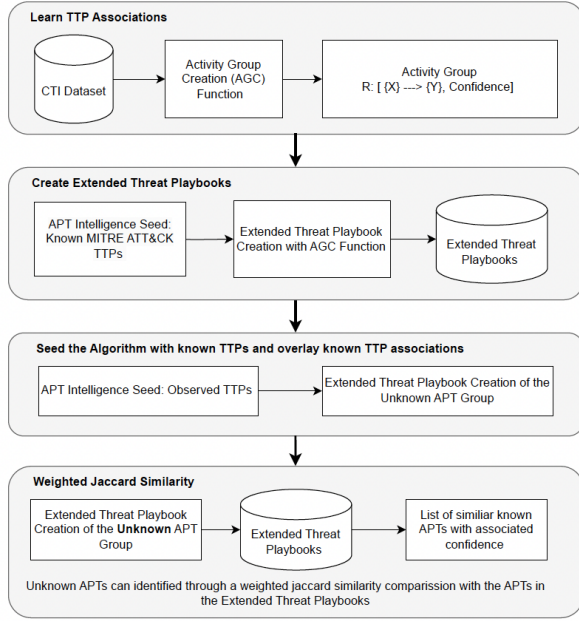 Learn TTP Associations
CTI Dataset
Activity Group
Creation (AGC)
Function
Activity Group
R: [ {X} ---> {Y}, Confidence]
Create Extended Threat Playbooks
APT Intelligence Seed:
Known MITRE ATT&CK
TTPs
Extended Threat Playbook
Creation with AGC Function
Extended Threat
Playbooks
Seed the Algorithm with known TTPs and overlay known TTP associations
APT Intelligence Seed: Observed TTPs
Extended Threat Playbook Creation of the
Unknown APT Group
Weighted Jaccard Similarity
Extended Threat Playbook
Creation of the Unknown APT
Group
Extended Threat
Playbooks
List of similiar known
APTs with associated
confidence
Unknown APTs can identified through a weighted jaccard similarity comparission with the APTs in
the Extended Threat Playbooks